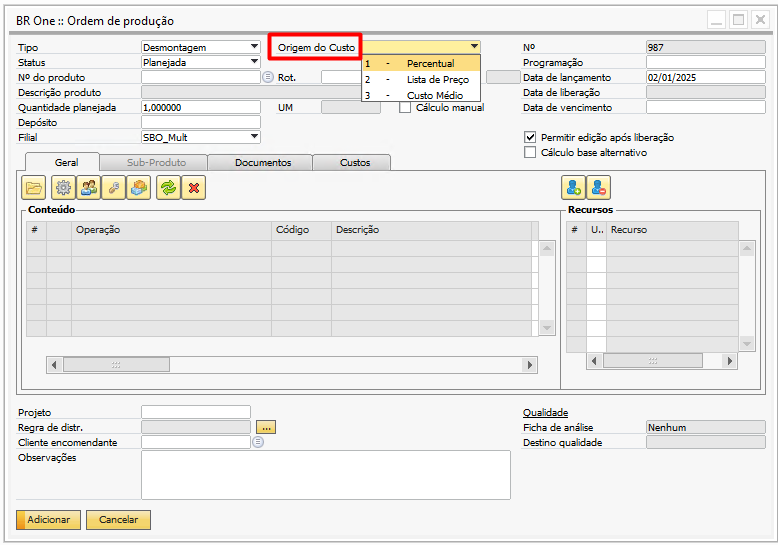 BR One :: Ordem de produção
Tipo Desmontagem Origem do Custo Nº 987
Status Planejada 1 - Percentual Programação
Nº do produto Rot. 2 - Lista de Preço Data de lançamento 02/01/2025
Descrição produto 3 - Custo Médio Data de liberação
Quantidade planejada 1,000000 UM Cálculo manual Data de vencimento
Depósito
Filial SBO_Mult Permitir edição após liberação
Cálculo base alternativo
Geral Sub-Produto Documentos Custos
Conteúdo Recursos
# Operação Código Descrição # U.. Recurso
Projeto Qualidade
Regra de distr. ... Ficha de análise Nenhum
Cliente encomendante Destino qualidade
Observações
Adicionar Cancelar